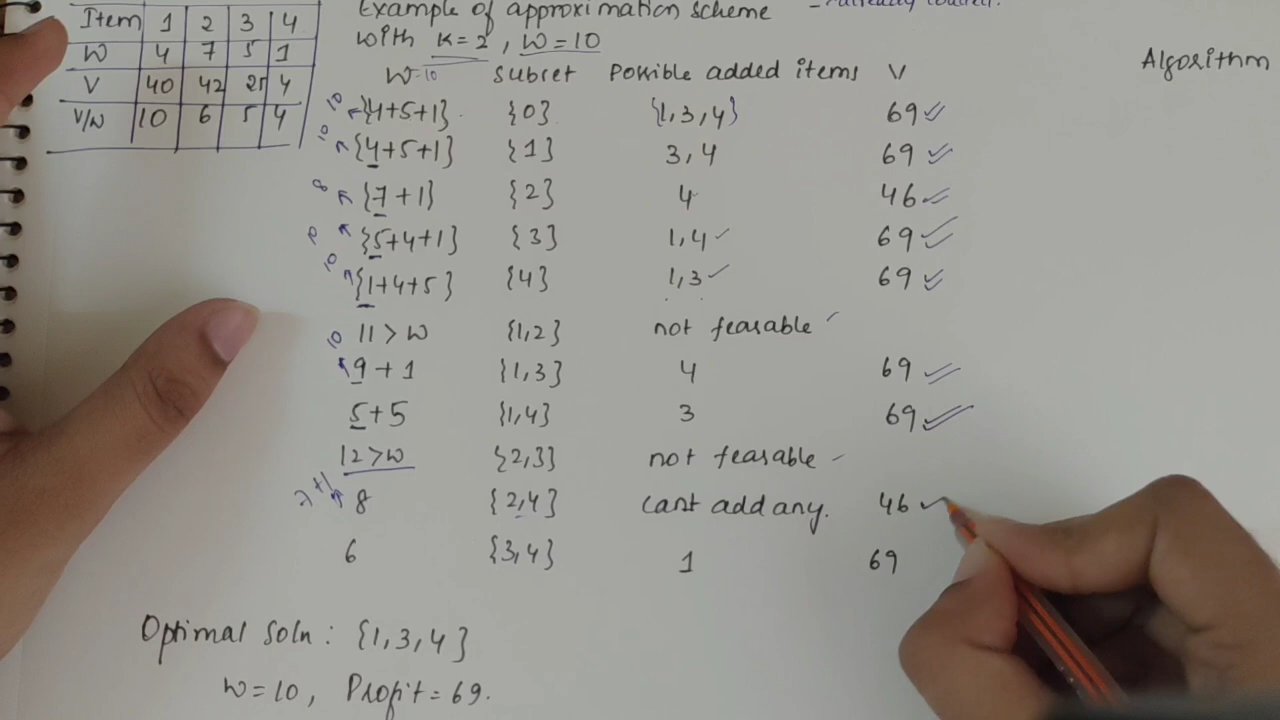 Item 1 2 3 4
W 4 7 5 1
V 40 42 25 4
V/W 10 6 5 4
Example of approximation scheme
with K=2, W=10
Algorithm
W=10 subset possible added items V
10 {4+5+1} {0} {1,3,4} 69
10 {4+5+1} {1} 3,4 69
8 {7+1} {2} 4 46
{5+4+1} {3} 1,4 69
10 {1+4+5} {4} 1,3 69
11>W {1,2} not feasable
10 9+1 {1,3} 4 69
5+5 {1,4} 3 69
12>W {2,3} not feasable
7+1 8 {2,4} cant add any. 46
6 {3,4} 1 69
Optimal soln: {1,3,4}
W=10, Profit=69.